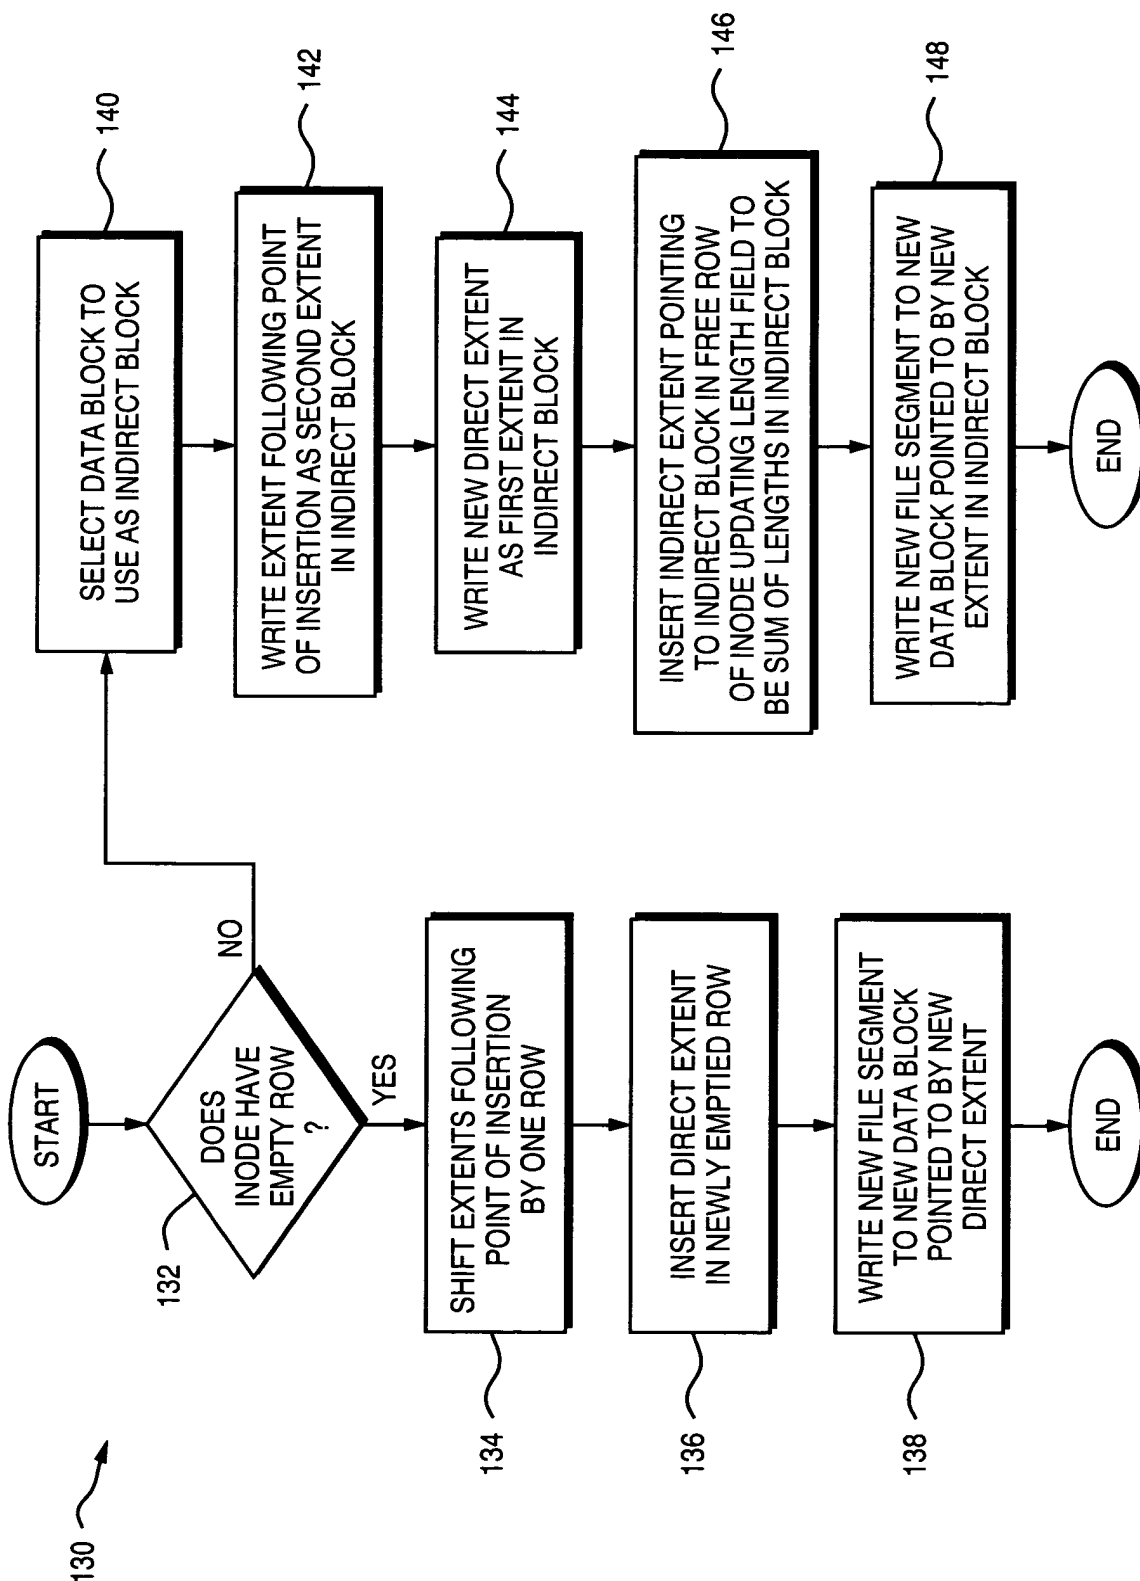 130
START
DOES
INODE HAVE
EMPTY ROW
?
132
NO
YES
SHIFT EXTENTS FOLLOWING
POINT OF INSERTION
BY ONE ROW
134
INSERT DIRECT EXTENT
IN NEWLY EMPTIED ROW
136
WRITE NEW FILE SEGMENT
TO NEW DATA BLOCK
POINTED TO BY NEW
DIRECT EXTENT
138
END
SELECT DATA BLOCK TO
USE AS INDIRECT BLOCK
140
WRITE EXTENT FOLLOWING POINT
OF INSERTION AS SECOND EXTENT
IN INDIRECT BLOCK
142
WRITE NEW DIRECT EXTENT
AS FIRST EXTENT IN
INDIRECT BLOCK
144
INSERT INDIRECT EXTENT POINTING
TO INDIRECT BLOCK IN FREE ROW
OF INODE UPDATING LENGTH FIELD TO
BE SUM OF LENGTHS IN INDIRECT BLOCK
146
WRITE NEW FILE SEGMENT TO NEW
DATA BLOCK POINTED TO BY NEW
EXTENT IN INDIRECT BLOCK
148
END